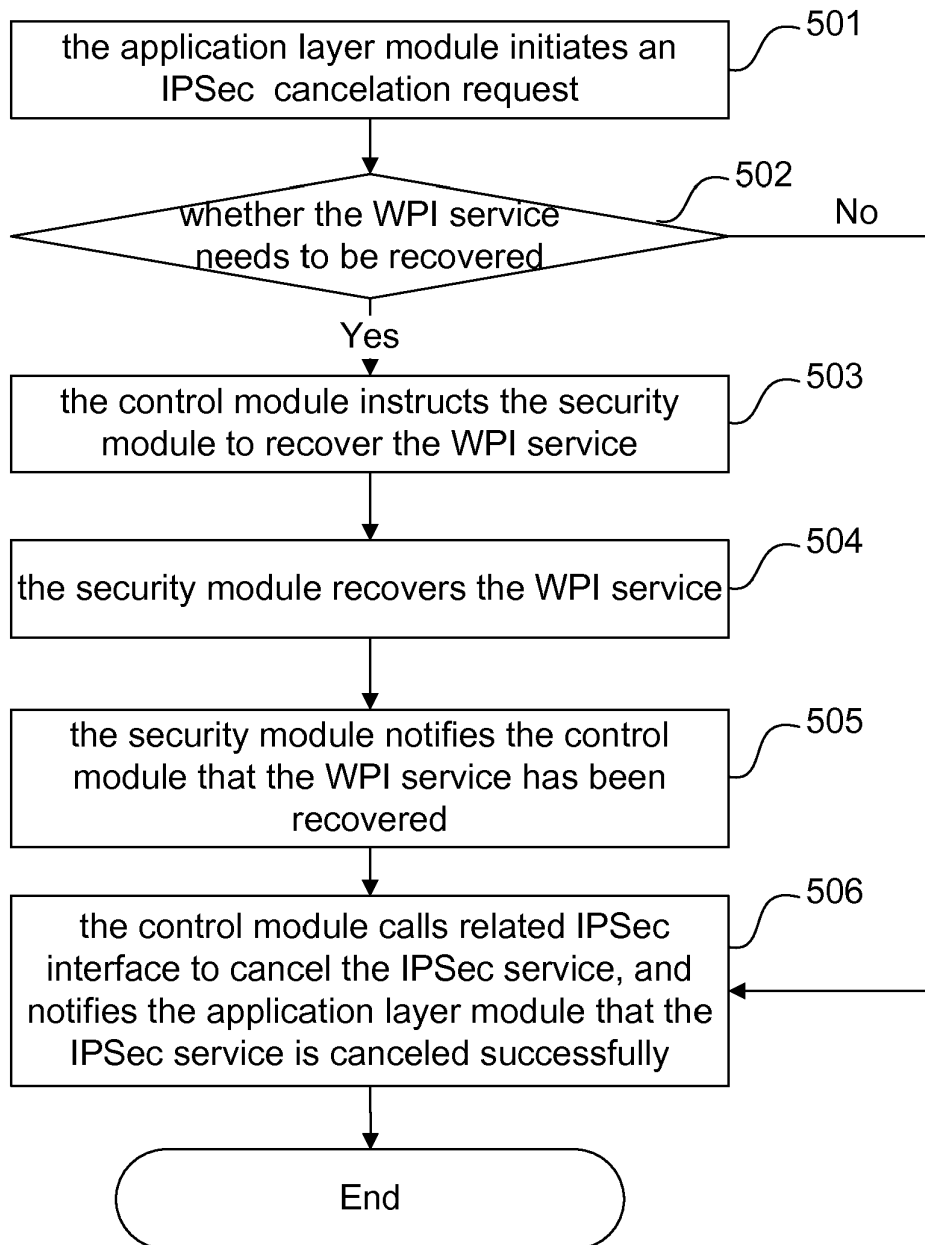 the application layer module initiates an
IPSec cancelation request
501
whether the WPI service
needs to be recovered
502
No
Yes
the control module instructs the security
module to recover the WPI service
503
the security module recovers the WPI service
504
the security module notifies the control
module that the WPI service has been
recovered
505
the control module calls related IPSec
interface to cancel the IPSec service, and
notifies the application layer module that the
IPSec service is canceled successfully
506
End